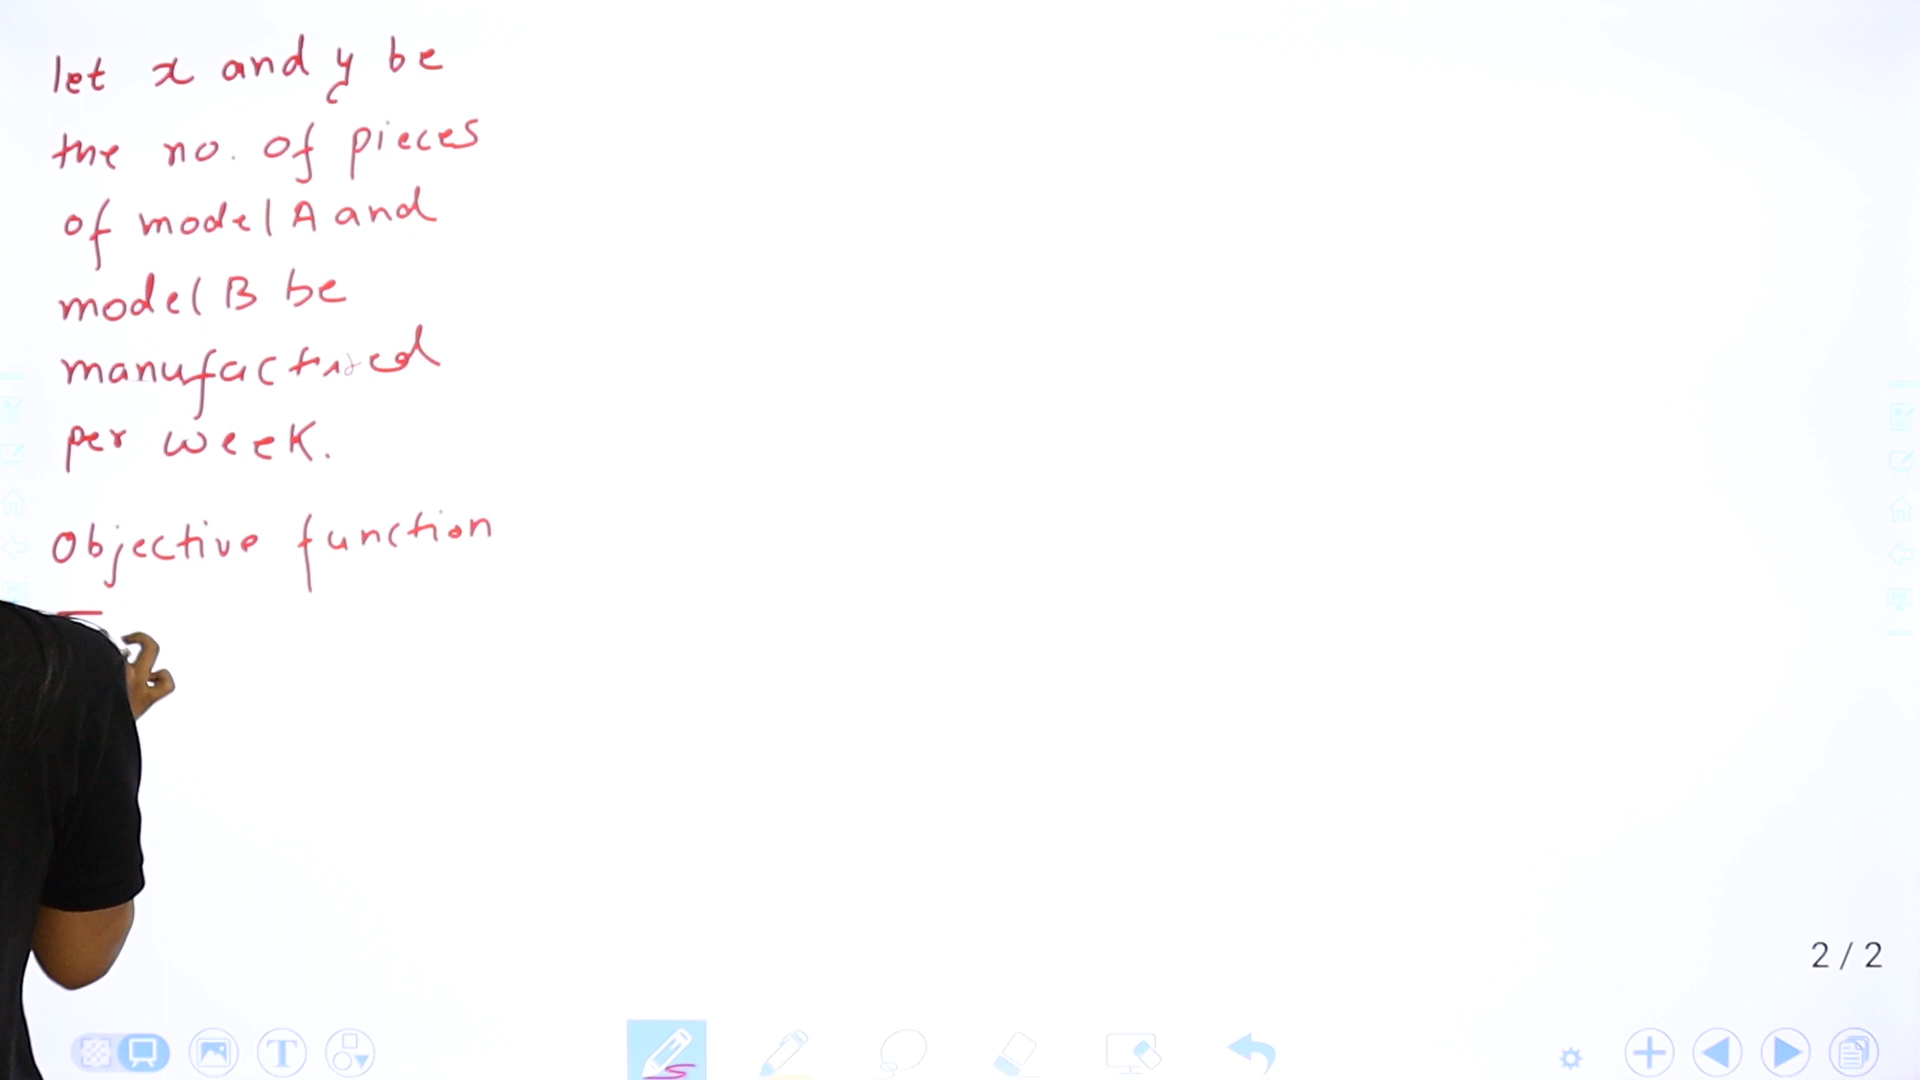 let x and y be
the no. of pieces
of model A and
model B be
manufactured
per week.
Objective function
2 / 2
T